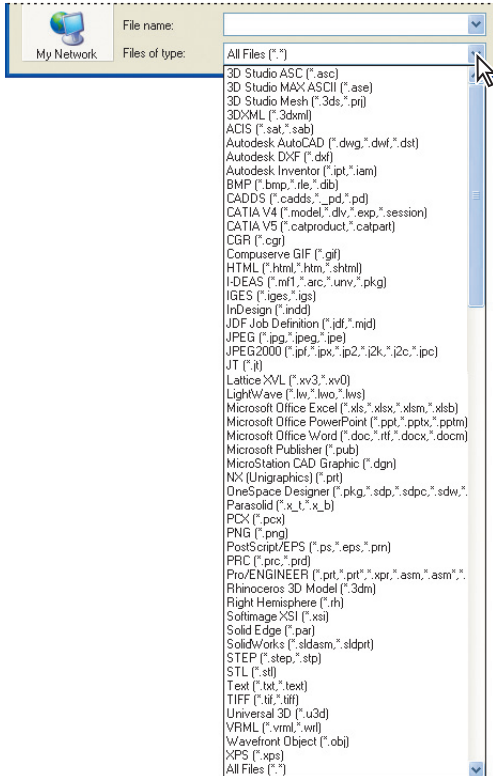 File name:
My Network
Files of type:
All Files (*.*)
3D Studio ASC (*.asc)
3D Studio MAX ASCII (*.ase)
3D Studio Mesh (*.3ds,*.prj)
3DXML (*.3dxml)
ACIS (*.sat,*.sab)
Autodesk AutoCAD (*.dwg,*.dwf,*.dst)
Autodesk DXF (*.dxf)
Autodesk Inventor (*.ipt,*.iam)
BMP (*.bmp,*.rle,*.dib)
CADDS (*.cadds,*._pd,*.pd)
CATIA V4 (*.model,*.dlv,*.exp,*.session)
CATIA V5 (*.catproduct,*.catpart)
CGR (*.cgr)
Compuserve GIF (*.gif)
HTML (*.html,*.htm,*.shtml)
I-DEAS (*.mf1,*.arc,*.unv,*.pkg)
IGES (*.iges,*.igs)
InDesign (*.indd)
JDF Job Definition (*.jdf,*.mjd)
JPEG (*.jpg,*.jpeg,*.jpe)
JPEG2000 (*.jpf,*.jpx,*.jp2,*.j2k,*.j2c,*.jpc)
JT (*.jt)
Lattice XVL (*.xv3,*.xv0)
LightWave (*.lw,*.lwo,*.lws)
Microsoft Office Excel (*.xls,*.xlsx,*.xlsm,*.xlsb)
Microsoft Office PowerPoint (*.ppt,*.pptx,*.pptm)
Microsoft Office Word (*.doc,*.rtf,*.docx,*.docm)
Microsoft Publisher (*.pub)
MicroStation CAD Graphic (*.dgn)
NX (Unigraphics) (*.prt)
OneSpace Designer (*.pkg,*.sdp,*.sdpc,*.sdw,*.
Parasolid (*.x_t,*.x_b)
PCX (*.pcx)
PNG (*.png)
PostScript/EPS (*.ps,*.eps,*.prn)
PRC (*.prc,*.prd)
Pro/ENGINEER (*.prt,*.prt*,*.xpr,*.asm,*.asm*,*.
Rhinoceros 3D Model (*.3dm)
Right Hemisphere (*.rh)
Softimage XSI (*.xsi)
Solid Edge (*.par)
SolidWorks (*.sldasm,*.sldprt)
STEP (*.step,*.stp)
STL (*.stl)
Text (*.txt,*.text)
TIFF (*.tif,*.tiff)
Universal 3D (*.u3d)
VRML (*.vrml,*.wrl)
Wavefront Object (*.obj)
XPS (*.xps)
All Files (*.*)